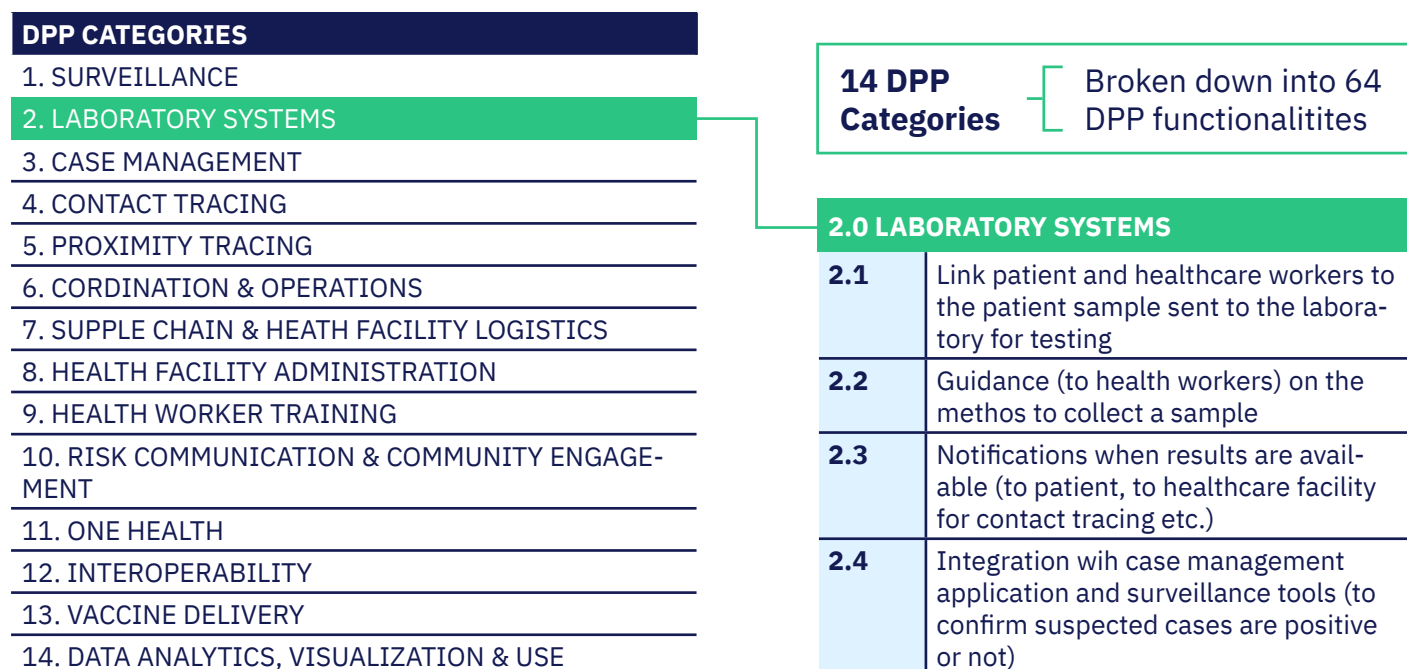 DPP CATEGORIES
1. SURVEILLANCE
2. LABORATORY SYSTEMS
3. CASE MANAGEMENT
4. CONTACT TRACING
5. PROXIMITY TRACING
6. CORDINATION & OPERATIONS
7. SUPPLE CHAIN & HEATH FACILITY LOGISTICS
8. HEALTH FACILITY ADMINISTRATION
9. HEALTH WORKER TRAINING
10. RISK COMMUNICATION & COMMUNITY ENGAGE-
MENT
11. ONE HEALTH
12. INTEROPERABILITY
13. VACCINE DELIVERY
14. DATA ANALYTICS, VISUALIZATION & USE
14 DPP
Categories
Broken down into 64
DPP functionalitites
2.0 LABORATORY SYSTEMS
2.1 Link patient and healthcare workers to
the patient sample sent to the labora-
tory for testing
2.2 Guidance (to health workers) on the
methos to collect a sample
2.3 Notifications when results are avail-
able (to patient, to healthcare facility
for contact tracing etc.)
2.4 Integration wih case management
application and surveillance tools (to
confirm suspected cases are positive
or not)